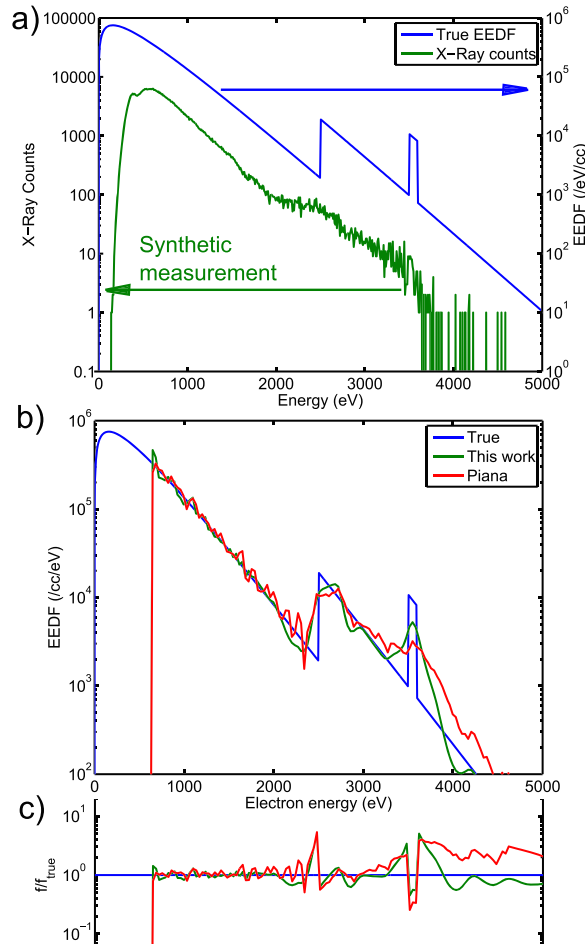 a)
True EEDF
X−Ray counts
X−Ray Counts
100000
10000
1000
100
10
1
0.1
10^6
10^5
10^4
10^3
10^2
10^1
10^0
EEDF (/eV/cc)
Synthetic
measurement
0 1000 2000 3000 4000 5000
Energy (eV)
b)
True
This work
Piana
EEDF (/cc/eV)
10^6
10^5
10^4
10^3
10^2
0 1000 2000 3000 4000 5000
Electron energy (eV)
c)
f/f_true
10^1
10^0
10^−1